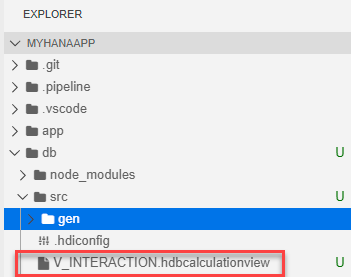 EXPLORER
MYHANAAPP
.git
.pipeline
.vscode
app
db U
node_modules
src U
gen
.hdiconfig
V_INTERACTION.hdbcalculationview U